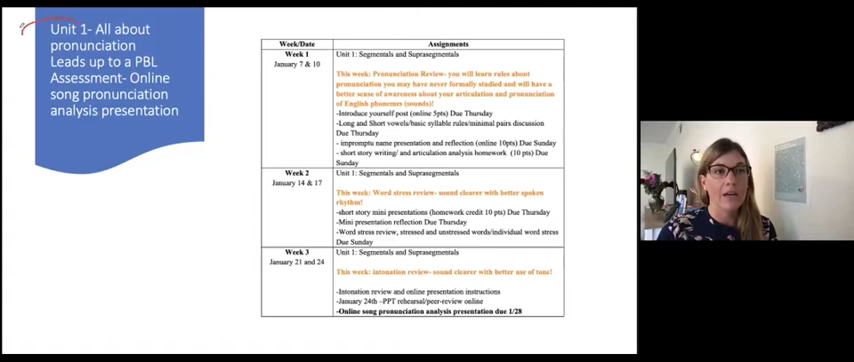 Unit 1- All about
pronunciation
Leads up to a PBL
Assessment- Online
song pronunciation
analysis presentation
Week/Date
Assignments
Week 1
January 7 & 10
Unit 1: Segmentals and Suprasegmentals
This week: Pronunciation Review- you will learn rules about
pronunciation you may have never formally studied and will have a
better sense of awareness about your articulation and pronunciation
of English phonemes (sounds)!
-Introduce yourself post (online 5pts) Due Thursday
-Long and Short vowels/basic syllable rules/minimal pairs discussion
Due Thursday
- impromptu name presentation and reflection (online 10pts) Due Sunday
- short story writing/ and articulation analysis homework (10 pts) Due
Sunday
Week 2
January 14 & 17
Unit 1: Segmentals and Suprasegmentals
This week: Word stress review- sound clearer with better spoken
rhythm!
-short story mini presentations (homework credit 10 pts) Due Thursday
-Mini presentation reflection Due Thursday
-Word stress review, stressed and unstressed words/individual word stress
Due Sunday
Week 3
January 21 and 24
Unit 1: Segmentals and Suprasegmentals
This week: intonation review- sound clearer with better use of tone!
-Intonation review and online presentation instructions
-January 24th –PPT rehearsal/peer-review online
-Online song pronunciation analysis presentation due 1/28